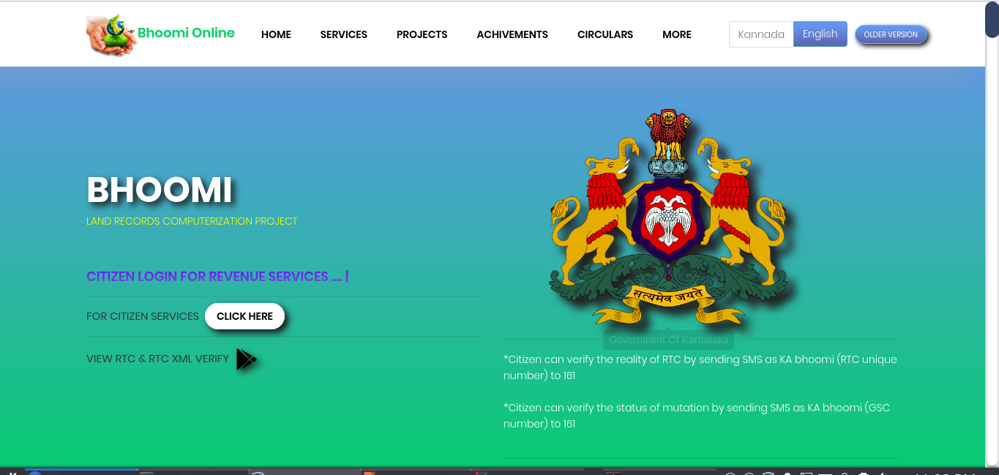 Bhoomi Online
HOME SERVICES PROJECTS ACHIVEMENTS CIRCULARS MORE
Kannada English OLDER VERSION
BHOOMI
LAND RECORDS COMPUTERIZATION PROJECT
CITIZEN LOGIN FOR REVENUE SERVICES .... |
FOR CITIZEN SERVICES CLICK HERE
VIEW RTC & RTC XML VERIFY
सत्यमेव जयते
Government Of Karnataka
*Citizen can verify the reality of RTC by sending SMS as KA bhoomi (RTC unique
number) to 161
*Citizen can verify the status of mutation by sending SMS as KA bhoomi (GSC
number) to 161